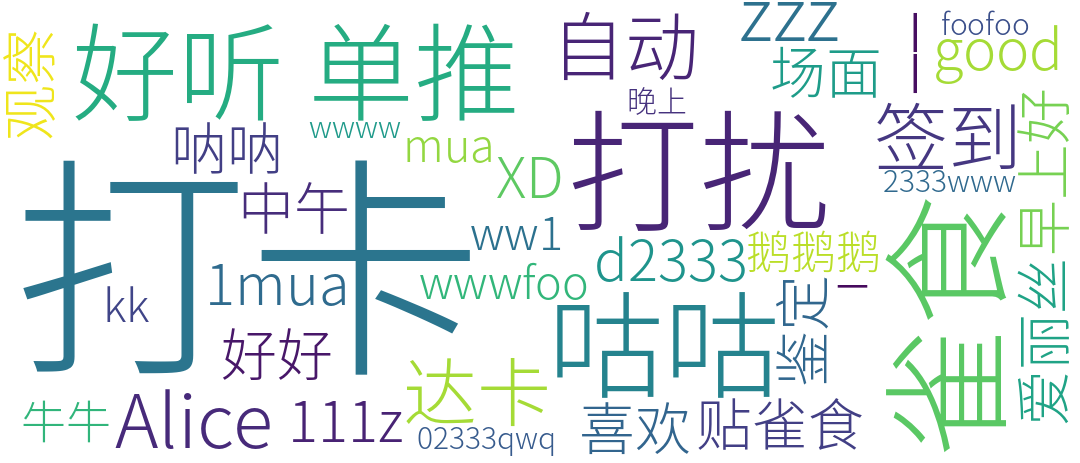 好听
单推
自动
zzz
foofoo
good
一一
场面
观察
晚上
wwww
呐呐
mua
XD
打扰
签到
早上好
2333www
中午
打卡
ww1
d2333
鹅鹅鹅
雀食
1mua
wwwfoo
kk
咕咕
鉴定一
爱丽丝
好好
达卡
牛牛
Alice
111z
02333qwq
喜欢
贴雀食